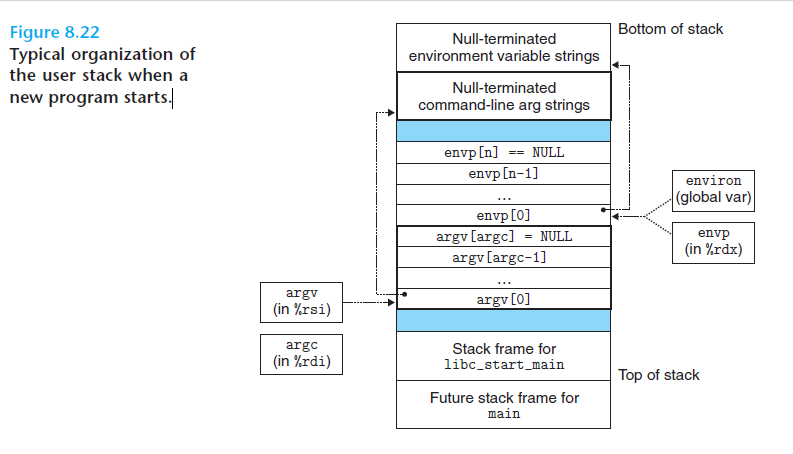 Figure 8.22
Typical organization of
the user stack when a
new program starts.
Null-terminated
environment variable strings
Bottom of stack
Null-terminated
command-line arg strings
envp[n] == NULL
envp[n-1]
...
envp[0]
environ
(global var)
argv[argc] = NULL
envp
(in %rdx)
argv[argc-1]
...
argv[0]
argv
(in %rsi)
argc
(in %rdi)
Stack frame for
libc_start_main
Top of stack
Future stack frame for
main